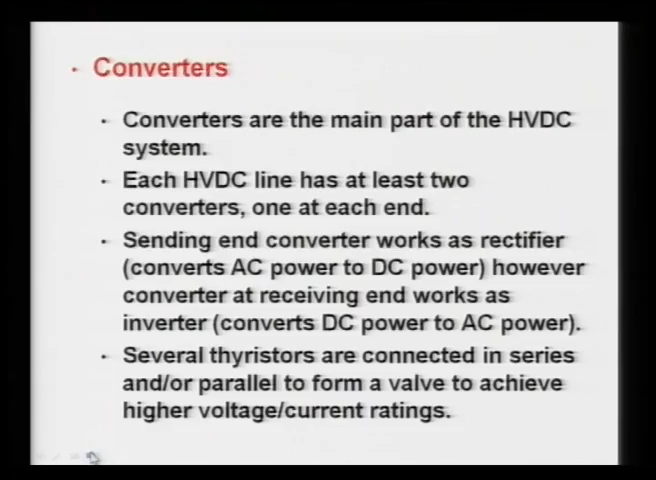 • Converters
• Converters are the main part of the HVDC
system.
• Each HVDC line has at least two
converters, one at each end.
• Sending end converter works as rectifier
(converts AC power to DC power) however
converter at receiving end works as
inverter (converts DC power to AC power).
• Several thyristors are connected in series
and/or parallel to form a valve to achieve
higher voltage/current ratings.